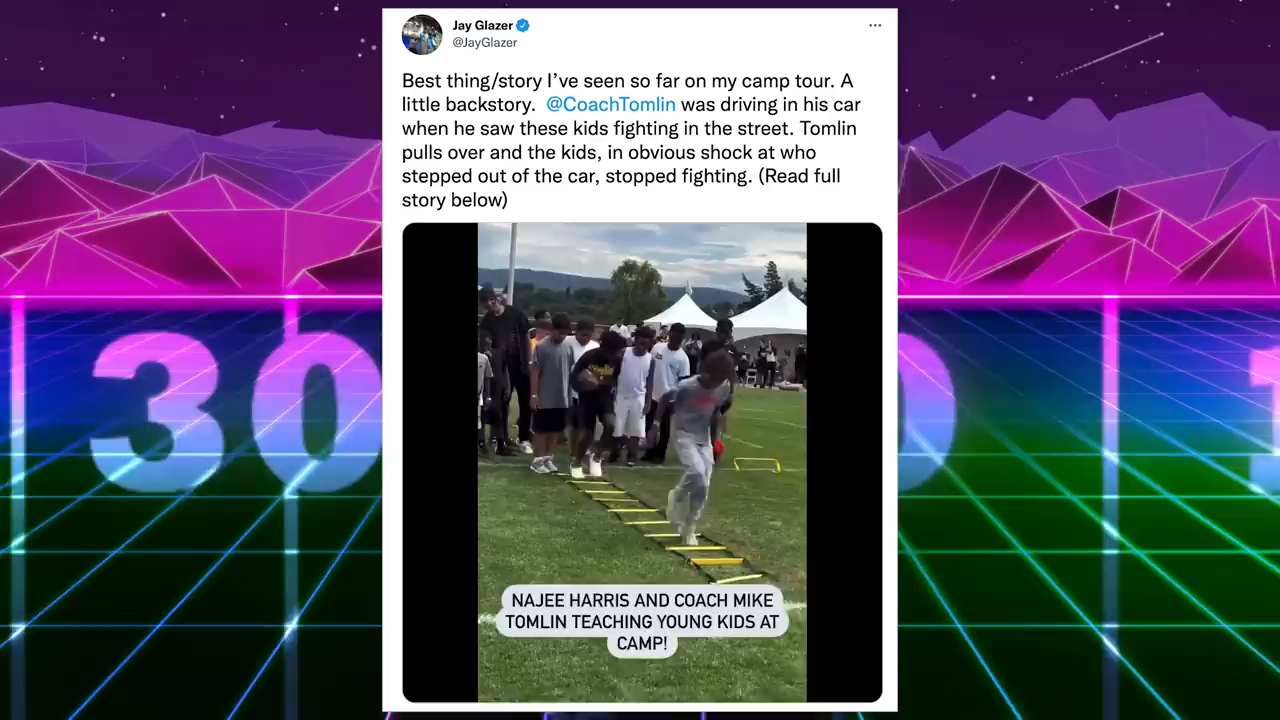 Jay Glazer
@JayGlazer
Best thing/story I’ve seen so far on my camp tour. A
little backstory.  @CoachTomlin was driving in his car
when he saw these kids fighting in the street. Tomlin
pulls over and the kids, in obvious shock at who
stepped out of the car, stopped fighting. (Read full
story below)
30
NAJEE HARRIS AND COACH MIKE
TOMLIN TEACHING YOUNG KIDS AT
CAMP!